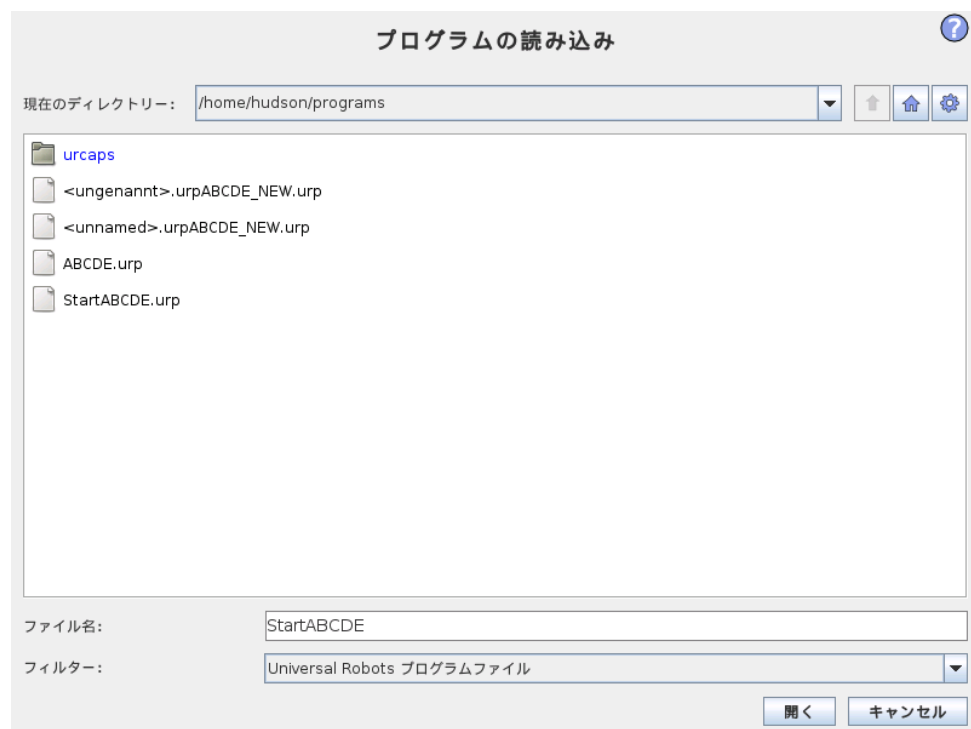 プログラムの読み込み
?
現在のディレクトリー: /home/hudson/programs
urcaps
<ungenannt>.urpABCDE_NEW.urp
<unnamed>.urpABCDE_NEW.urp
ABCDE.urp
StartABCDE.urp
ファイル名: StartABCDE
フィルター: Universal Robots プログラムファイル
開く キャンセル